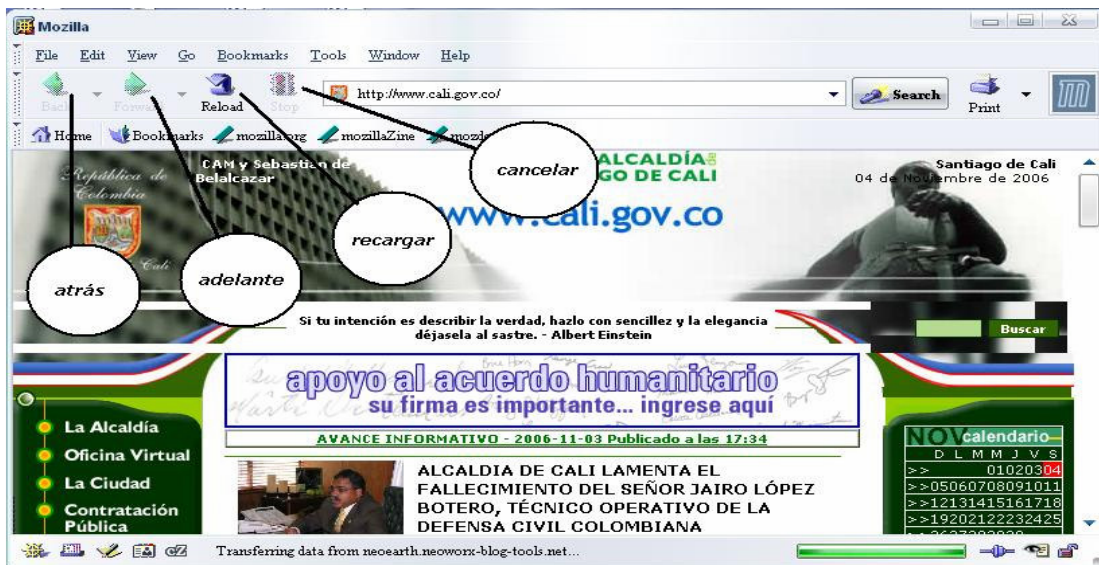 Mozilla
File Edit View Go Bookmarks Tools Window Help
Back Forward Reload Stop http://www.cali.gov.co/ Search Print
Home Bookmarks mozilla.org mozillaZine
cancelar
recargar
adelante
atrás
República de Colombia
Cali
CAM y Sebastian de
Belalcazar
ALCALDÍA DE
GO DE CALI
www.cali.gov.co
Santiago de Cali
04 de Noviembre de 2006
Si tu intención es describir la verdad, hazlo con sencillez y la elegancia
déjasela al sastre. - Albert Einstein
Buscar
apoyo al acuerdo humanitario
su firma es importante... ingrese aquí
AVANCE INFORMATIVO - 2006-11-03 Publicado a las 17:34
La Alcaldía
Oficina Virtual
La Ciudad
Contratación
Pública
ALCALDIA DE CALI LAMENTA EL
FALLECIMIENTO DEL SEÑOR JAIRO LÓPEZ
BOTERO, TÉCNICO OPERATIVO DE LA
DEFENSA CIVIL COLOMBIANA
NOV calendario
D L M M J V S
>> 01020304
>>05060708091011
>>12131415161718
>>19202122232425
Transferring data from neoearth.neoworx-blog-tools.net...